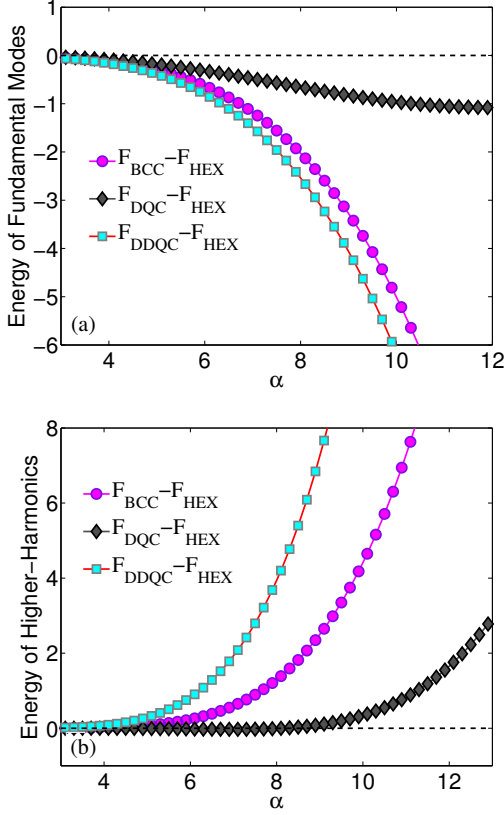 1
0
−1
−2
−3
−4
−5
−6
Energy of Fundamental Modes
F_BCC−F_HEX
F_DQC−F_HEX
F_DDQC−F_HEX
(a)
4 6 8 10 12
α
8
6
4
2
0
Energy of Higher−Harmonics
F_BCC−F_HEX
F_DQC−F_HEX
F_DDQC−F_HEX
(b)
4 6 8 10 12
α